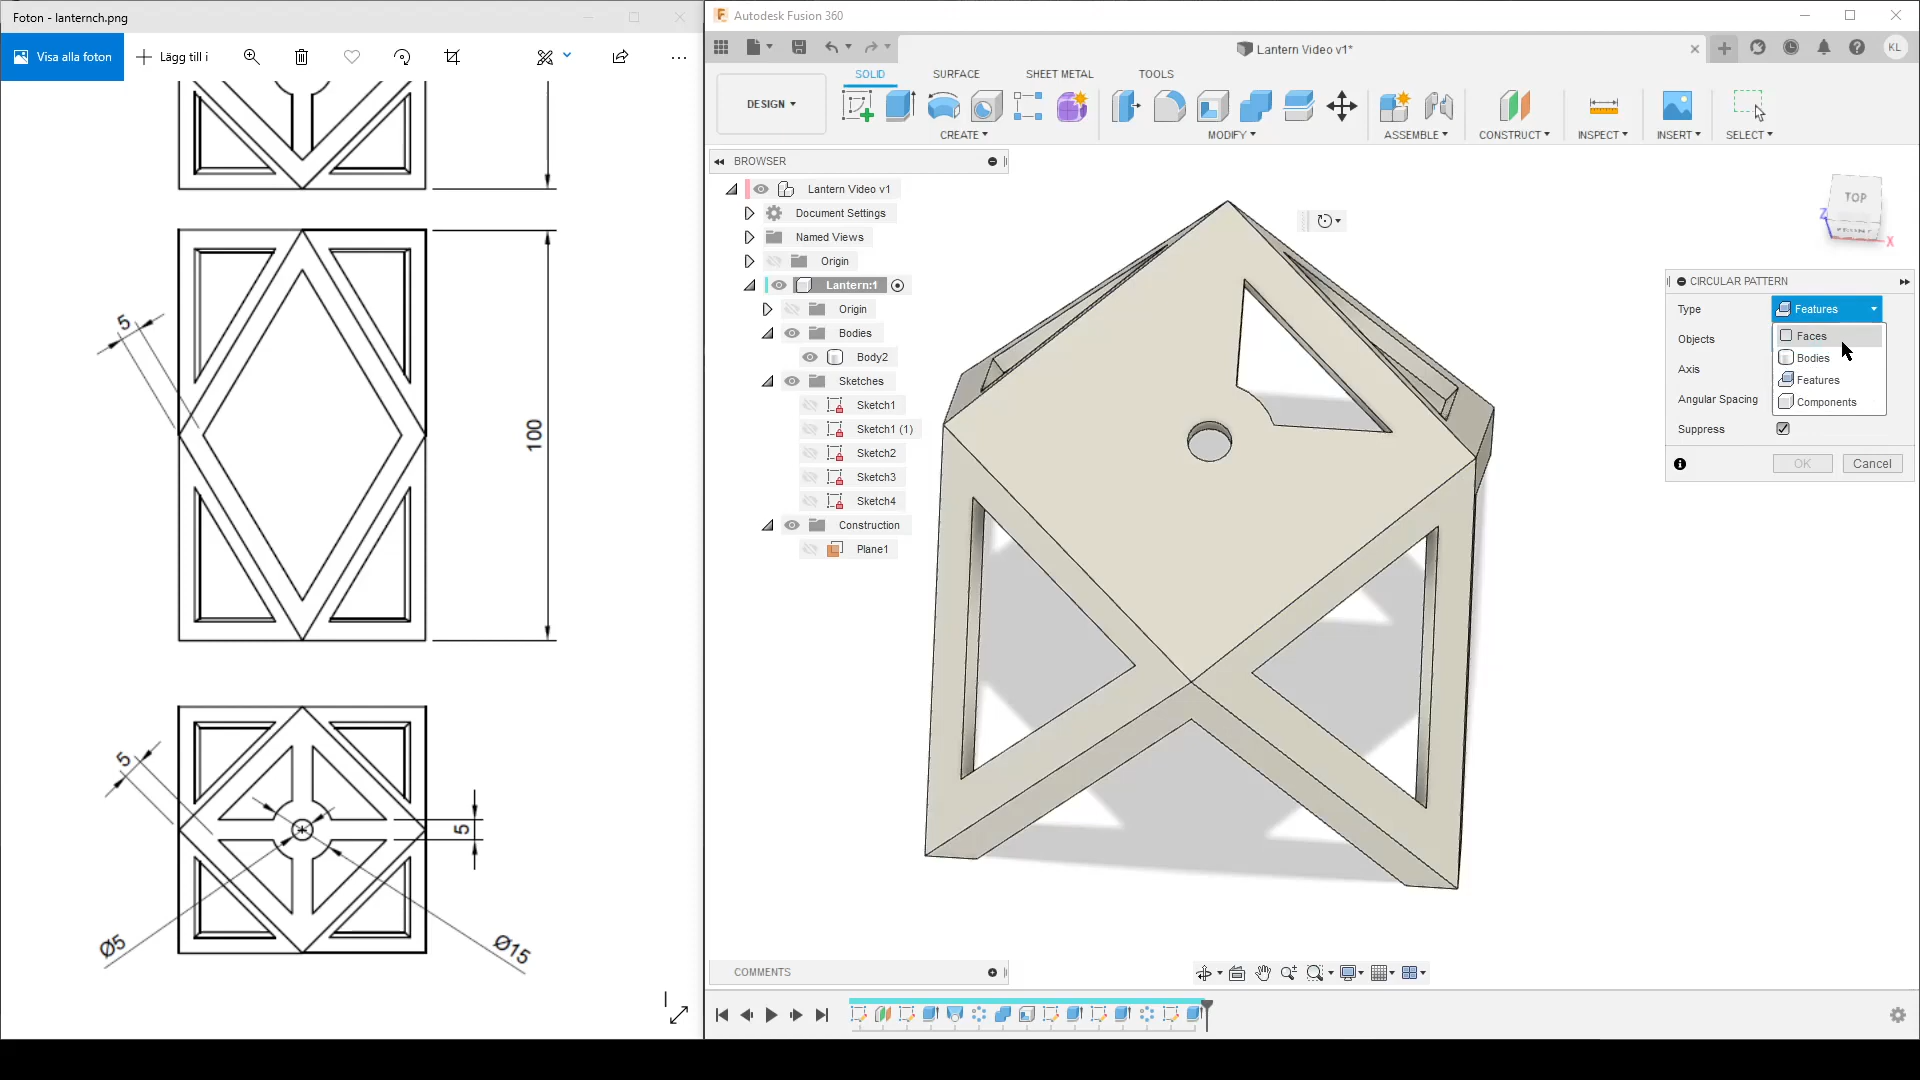 Foton - lanternch.png
Visa alla foton
Lägg till i
5
100
5
5
Ø5
Ø15
Autodesk Fusion 360
Lantern Video v1*
KL
DESIGN
SOLID
SURFACE
SHEET METAL
TOOLS
CREATE
MODIFY
ASSEMBLE
CONSTRUCT
INSPECT
INSERT
SELECT
BROWSER
Lantern Video v1
Document Settings
Named Views
Origin
Lantern:1
Origin
Bodies
Body2
Sketches
Sketch1
Sketch1 (1)
Sketch2
Sketch3
Sketch4
Construction
Plane1
TOP
FRONT
Z
X
CIRCULAR PATTERN
Type
Features
Faces
Objects
Bodies
Axis
Features
Angular Spacing
Components
Suppress
OK
Cancel
COMMENTS